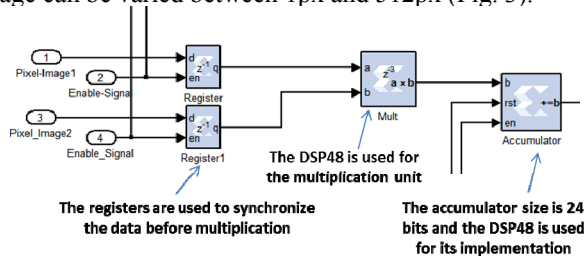 age can be varied between 1px and 512px (Fig. 3).
1
Pixel-Image1
2
Enable-Signal
3
Pixel_Image2
4
Enable_Signal
d
z-1 q
en
Register
d
z-1 q
en
Register1
a
z-3
a x b
b
Mult
b
rst +=b
en
Accumulator
The DSP48 is used for
the multiplication unit
The registers are used to synchronize
the data before multiplication
The accumulator size is 24
bits and the DSP48 is used
for its implementation